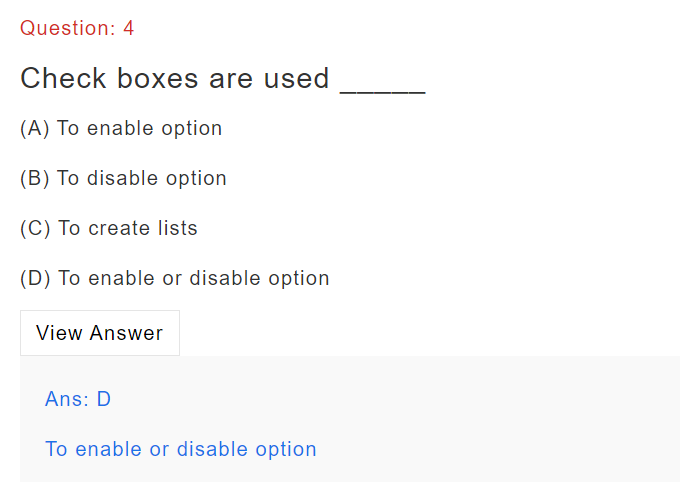 Question: 4
Check boxes are used _____
(A) To enable option
(B) To disable option
(C) To create lists
(D) To enable or disable option
View Answer
Ans: D
To enable or disable option